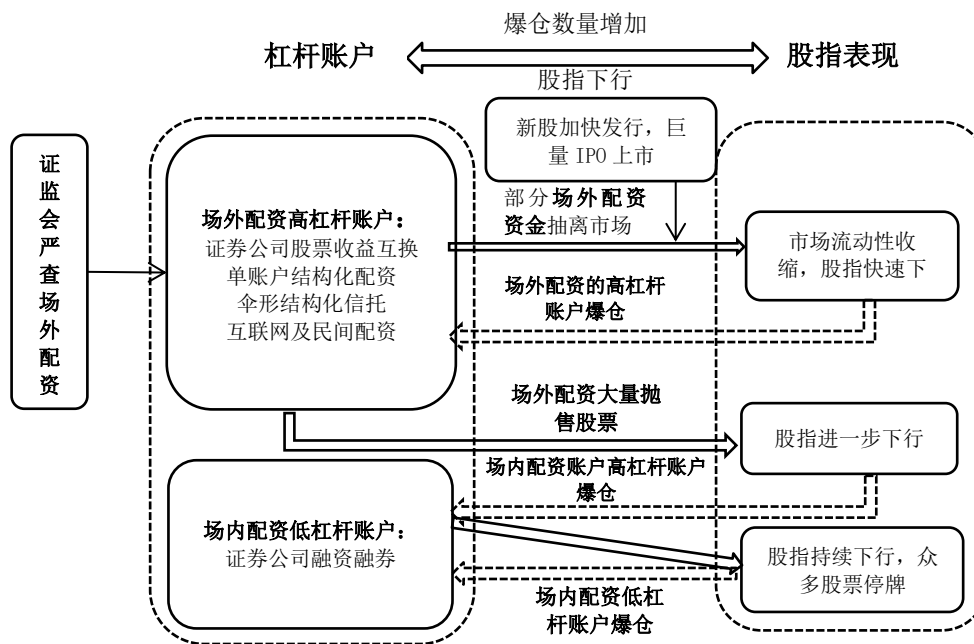 爆仓数量增加
杠杆账户
股指表现
股指下行
新股加快发行，巨
量 IPO 上市
证
监
会
严
查
场
外
配
资
部分场外配资
资金抽离市场
场外配资高杠杆账户：
证券公司股票收益互换
单账户结构化配资
伞形结构化信托
互联网及民间配资
市场流动性收
缩，股指快速下
场外配资的高杠杆
账户爆仓
场外配资大量抛
售股票
股指进一步下行
场内配资账户高杠杆账户
爆仓
场内配资低杠杆账户：
证券公司融资融券
股指持续下行，众
多股票停牌
场内配资低杠
杆账户爆仓